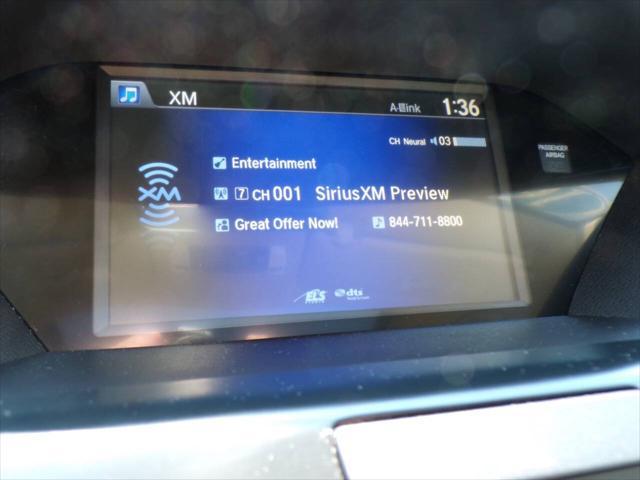 XM
A-Link
1:36
CH Neural 03
PASSENGER
AIRBAG
Entertainment
XM
? CH 001 SiriusXM Preview
Great Offer Now! 844-711-8800
ELS dts